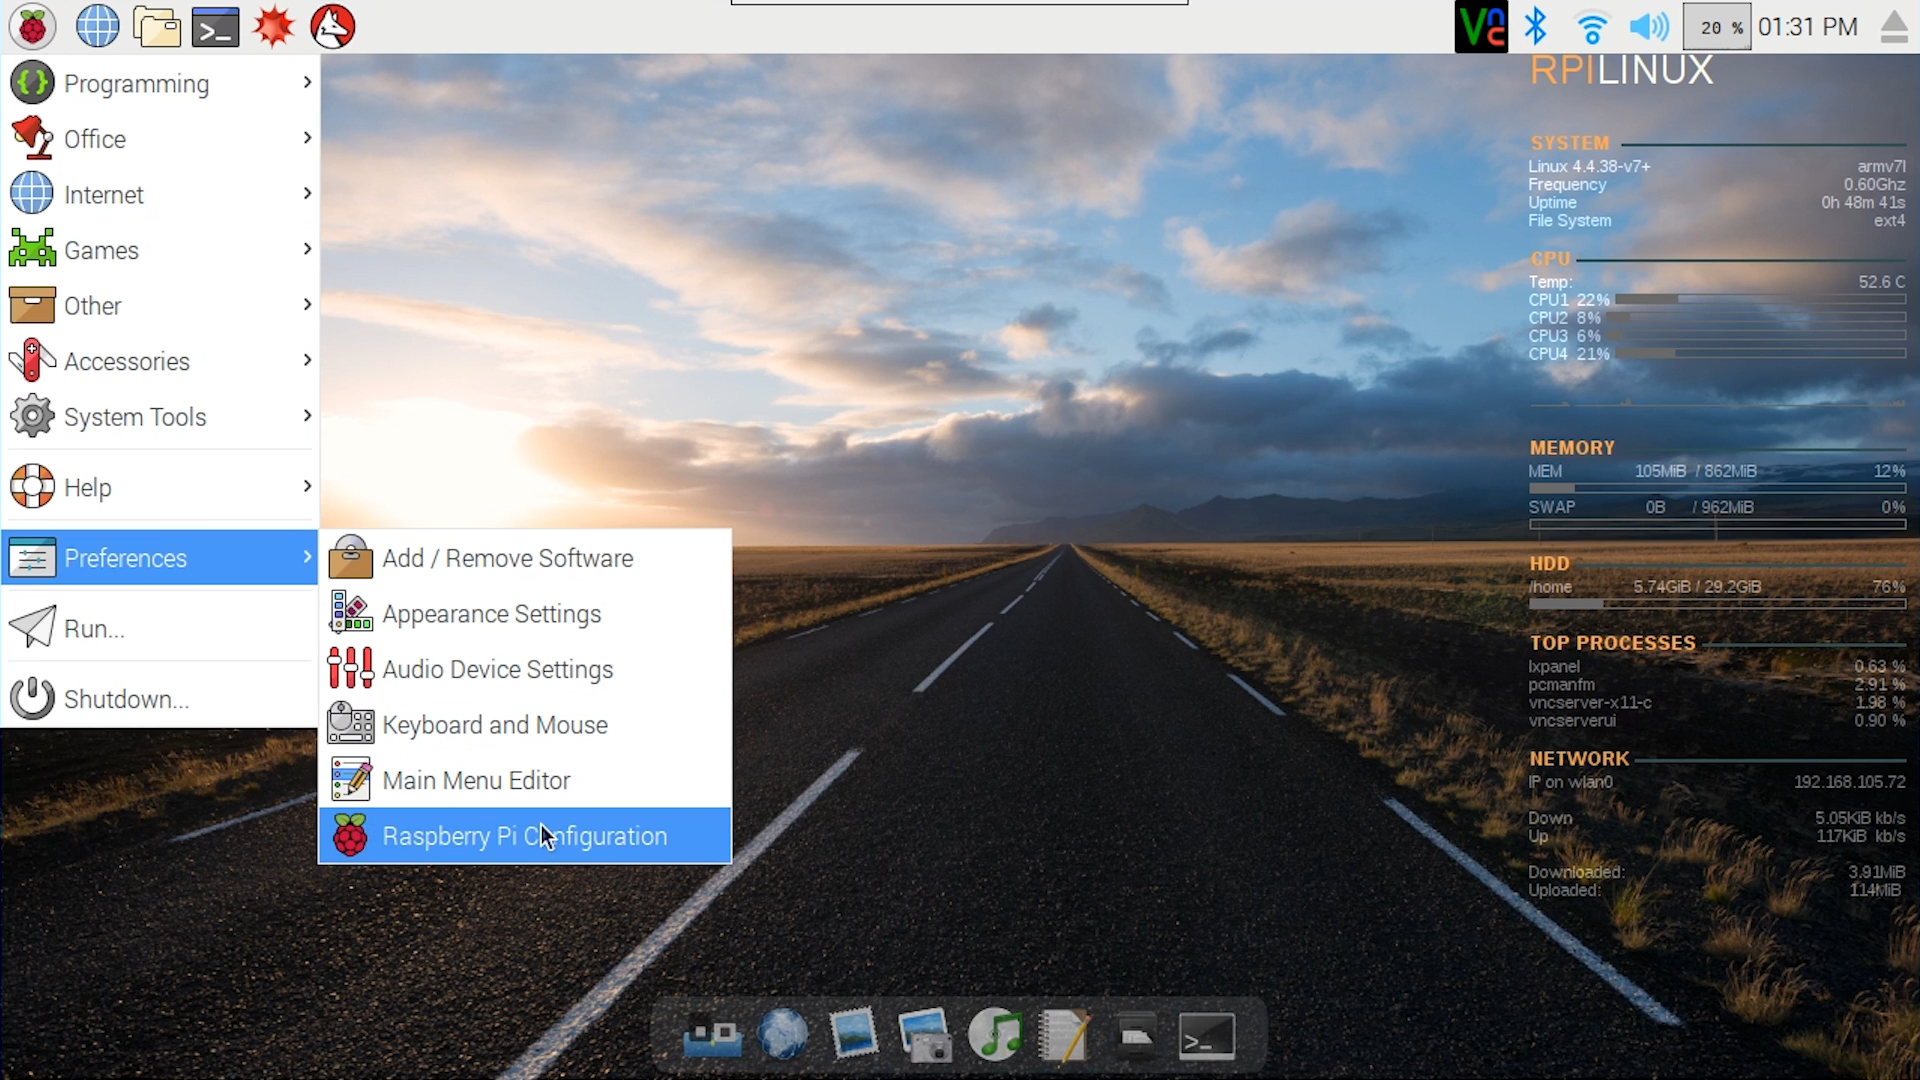 >_
Vnc
20 %
01:31 PM
{}
Programming
Office
Internet
Games
Other
Accessories
System Tools
Help
Preferences
Run...
Shutdown...
Add / Remove Software
Appearance Settings
Audio Device Settings
Keyboard and Mouse
Main Menu Editor
Raspberry Pi Configuration
RPILINUX
SYSTEM
Linux 4.4.38-v7+ armv7l
Frequency 0.60Ghz
Uptime 0h 48m 41s
File System ext4
CPU
Temp: 52.6 C
CPU1 22%
CPU2 8%
CPU3 6%
CPU4 21%
MEMORY
MEM 105MiB / 862MiB 12%
SWAP 0B / 962MiB 0%
HDD
/home 5.74GiB / 29.2GiB 76%
TOP PROCESSES
lxpanel 0.63 %
pcmanfm 2.91 %
vncserver-x11-c 1.98 %
vncserverui 0.90 %
NETWORK
IP on wlan0 192.168.105.72
Down 5.05KiB kb/s
Up 117KiB kb/s
Downloaded: 3.91MiB
Uploaded: 114MiB
>_